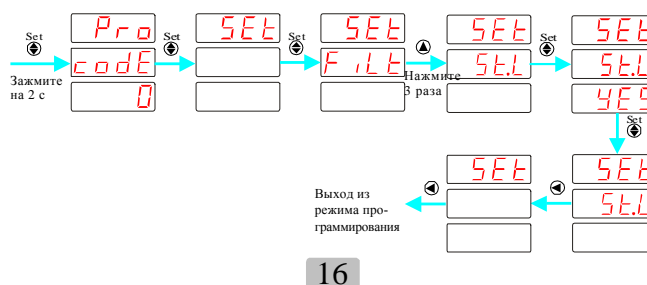 Set
Зажмите
на 2 с
Pro
codE
0
Set
SEt
Set
SEt
FiLt
Нажмите
3 раза
SEt
St.L
Set
SEt
St.L
YES
Set
SEt
St.L
SEt
Выход из
режима про-
граммирования
16